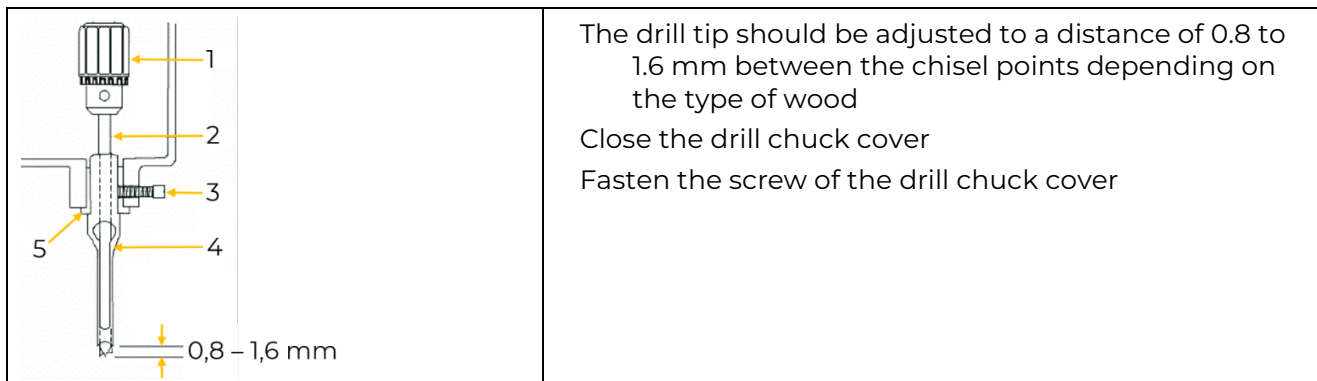 1
2
3
4
5
0,8 – 1,6 mm
The drill tip should be adjusted to a distance of 0.8 to
1.6 mm between the chisel points depending on
the type of wood
Close the drill chuck cover
Fasten the screw of the drill chuck cover